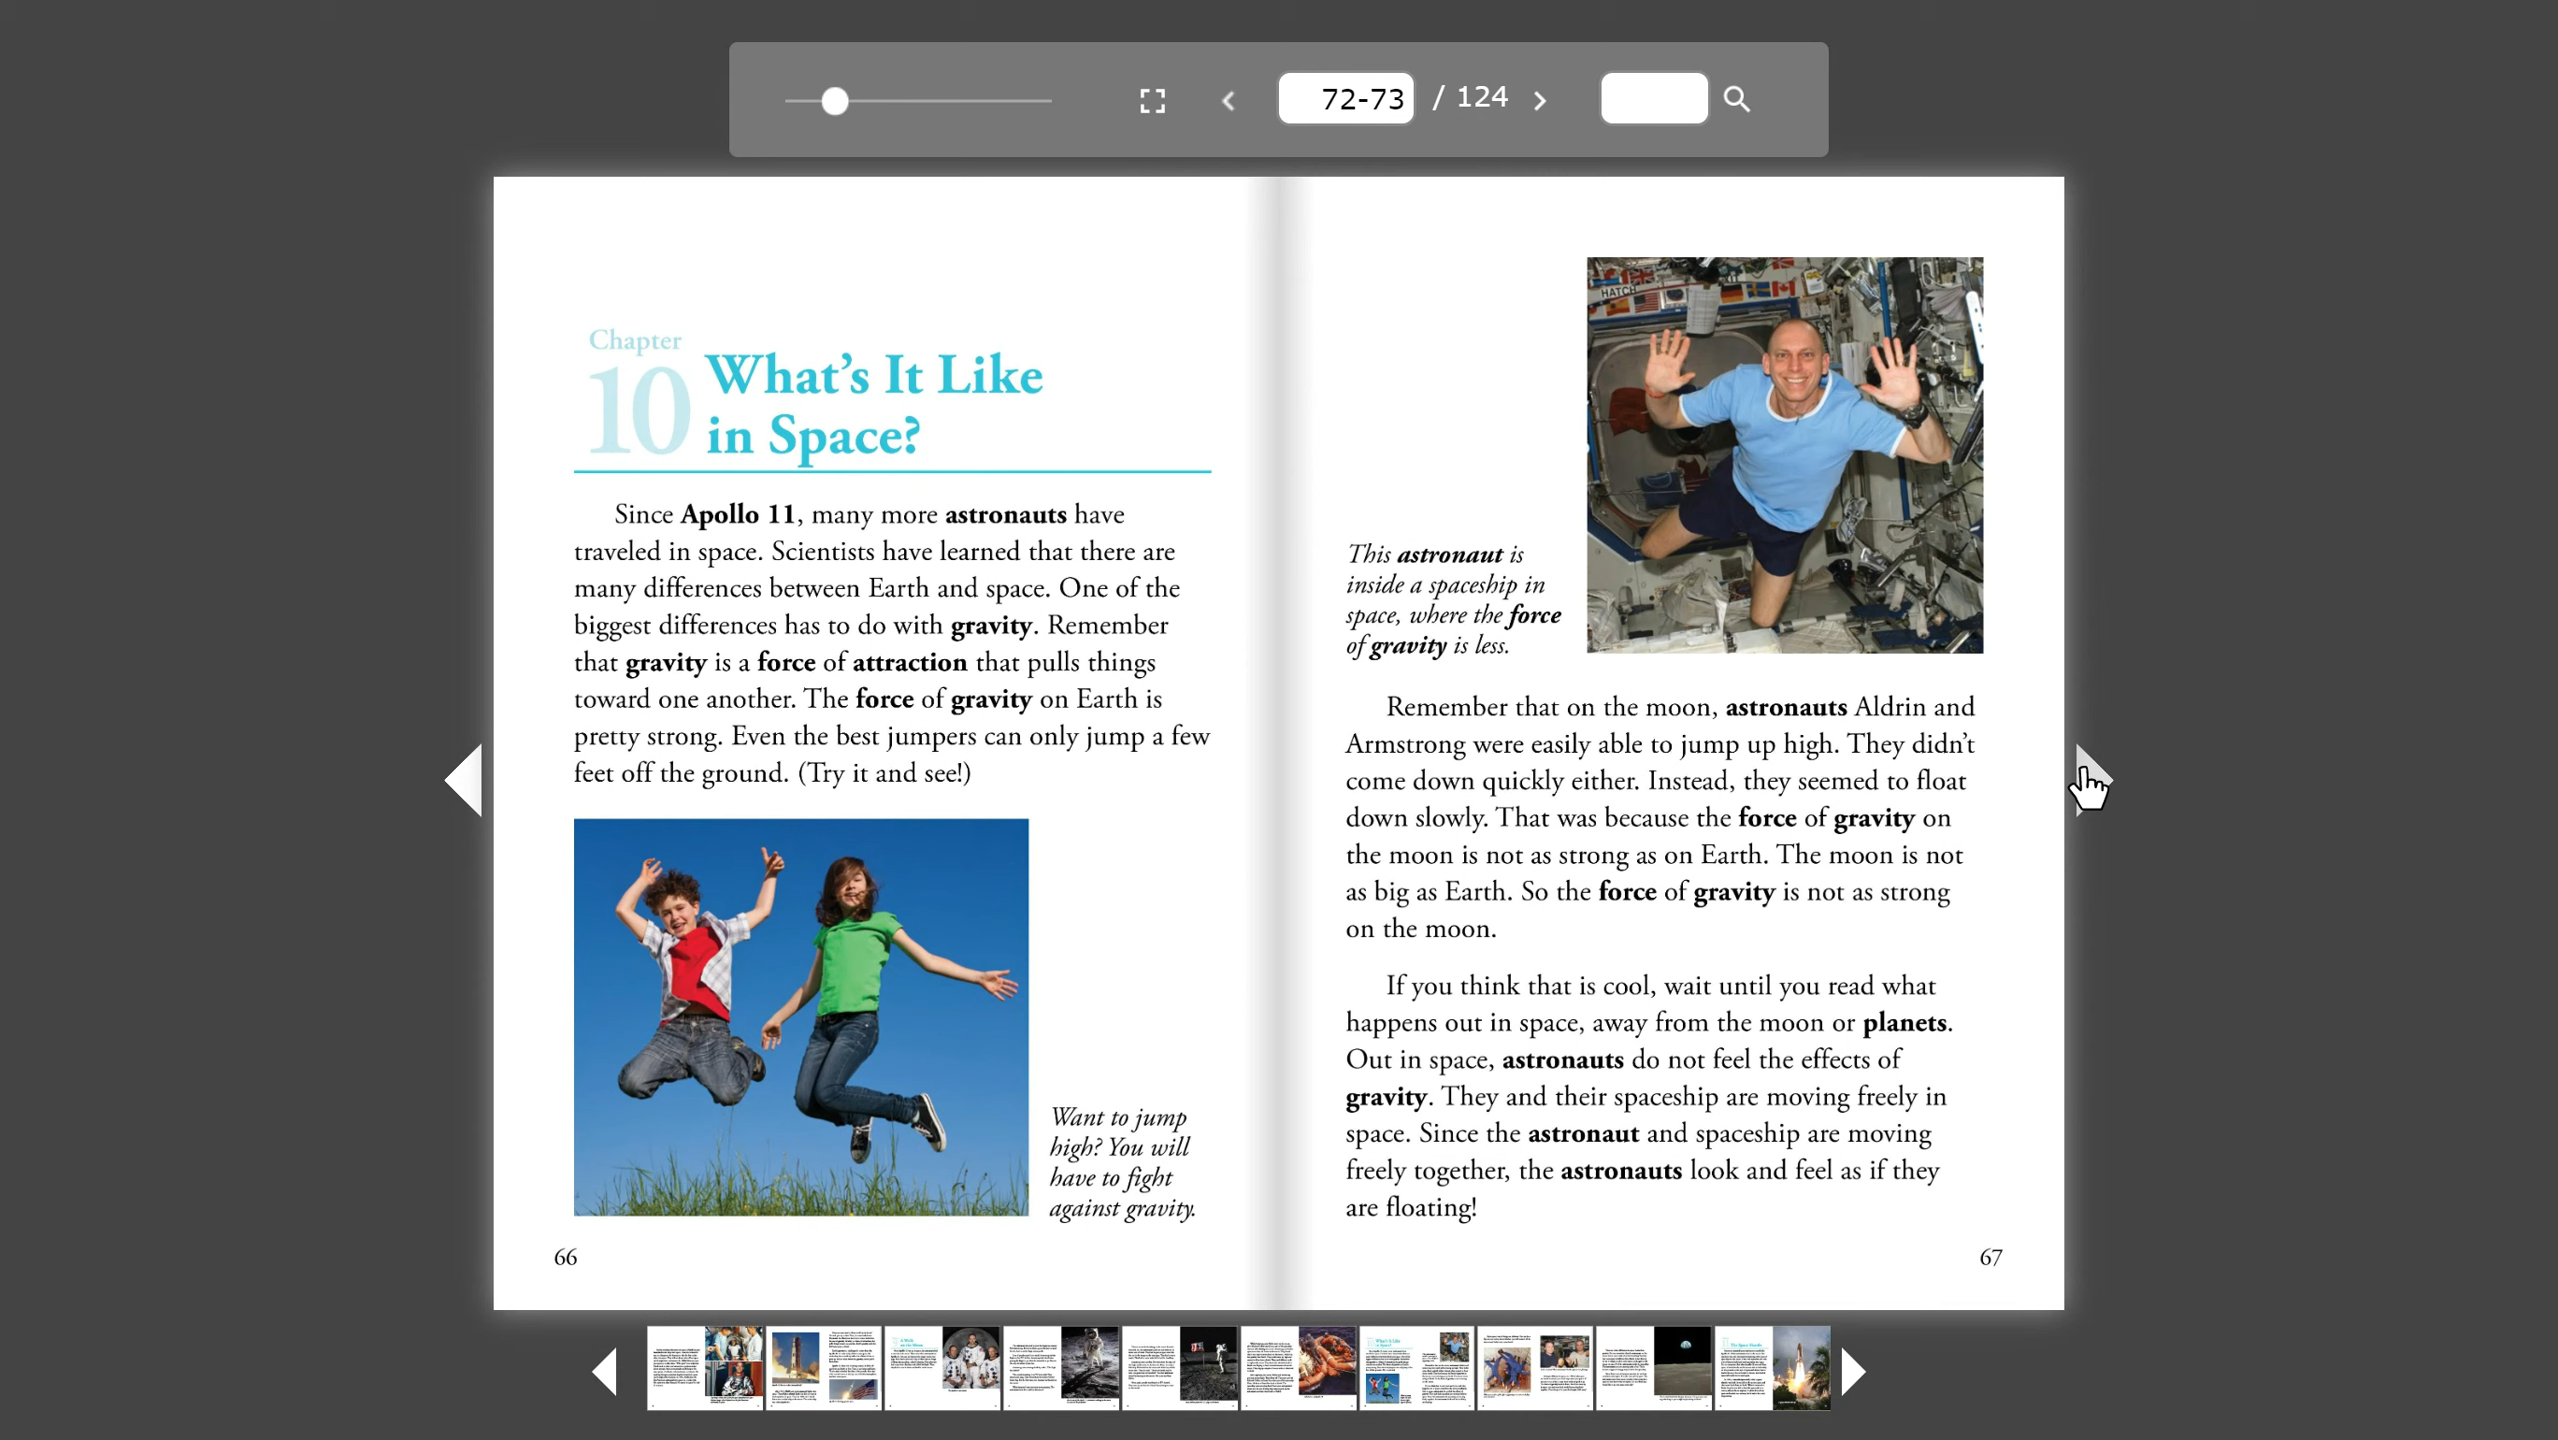 72-73 / 124
Chapter
10
What's It Like
in Space?
Since Apollo 11, many more astronauts have
traveled in space. Scientists have learned that there are
many differences between Earth and space. One of the
biggest differences has to do with gravity. Remember
that gravity is a force of attraction that pulls things
toward one another. The force of gravity on Earth is
pretty strong. Even the best jumpers can only jump a few
feet off the ground. (Try it and see!)
Want to jump
high? You will
have to fight
against gravity.
66
HATCH
This astronaut is
inside a spaceship in
space, where the force
of gravity is less.
Remember that on the moon, astronauts Aldrin and
Armstrong were easily able to jump up high. They didn't
come down quickly either. Instead, they seemed to float
down slowly. That was because the force of gravity on
the moon is not as strong as on Earth. The moon is not
as big as Earth. So the force of gravity is not as strong
on the moon.
If you think that is cool, wait until you read what
happens out in space, away from the moon or planets.
Out in space, astronauts do not feel the effects of
gravity. They and their spaceship are moving freely in
space. Since the astronaut and spaceship are moving
freely together, the astronauts look and feel as if they
are floating!
67